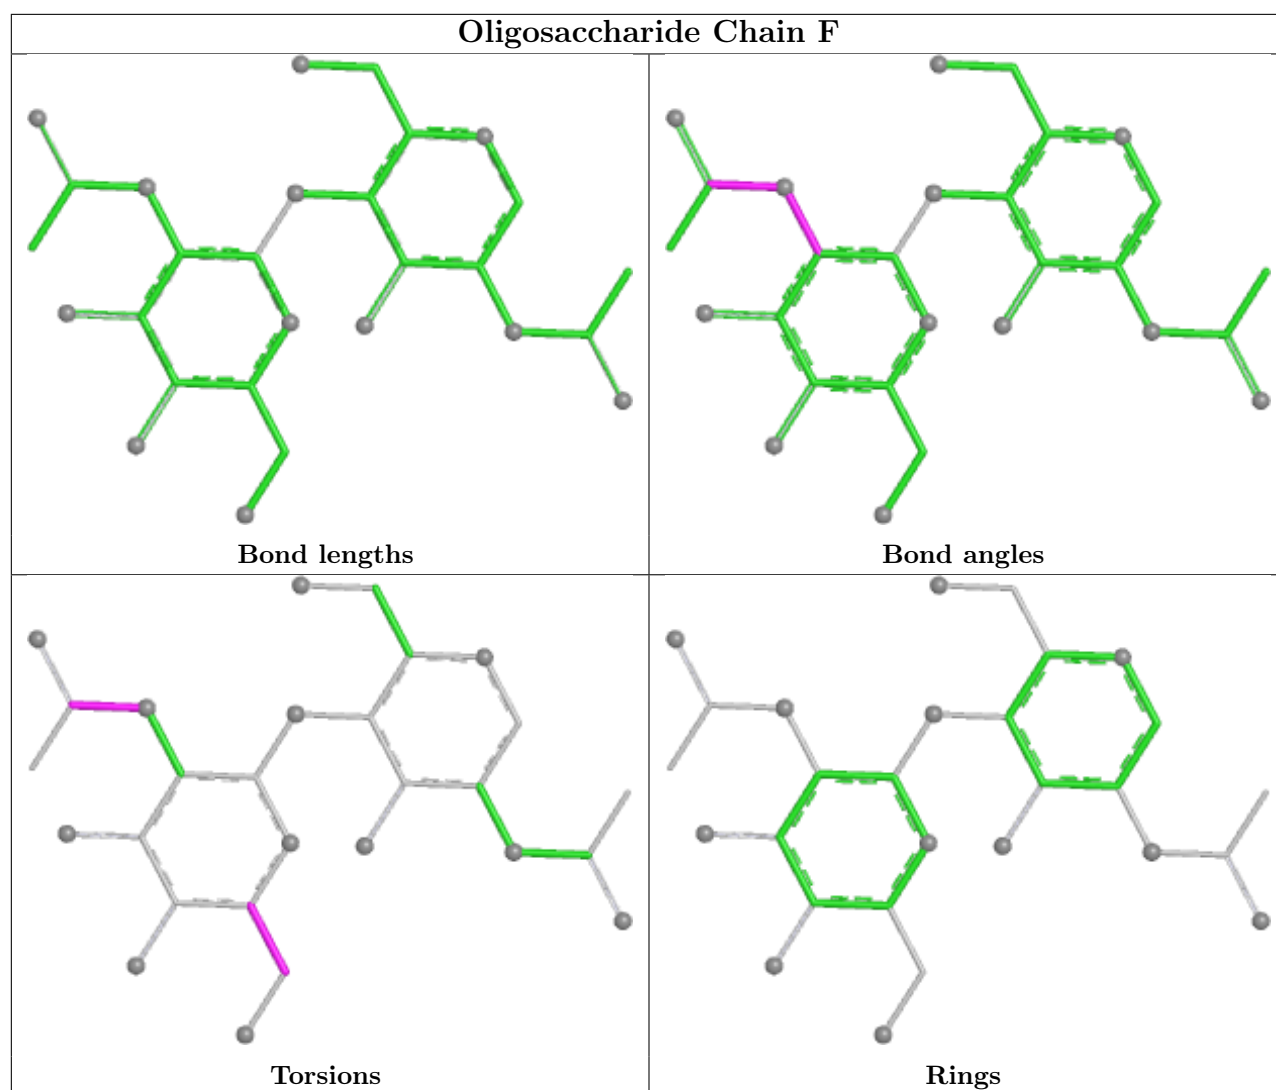 Oligosaccharide Chain F
Bond lengths
Bond angles
Torsions
Rings